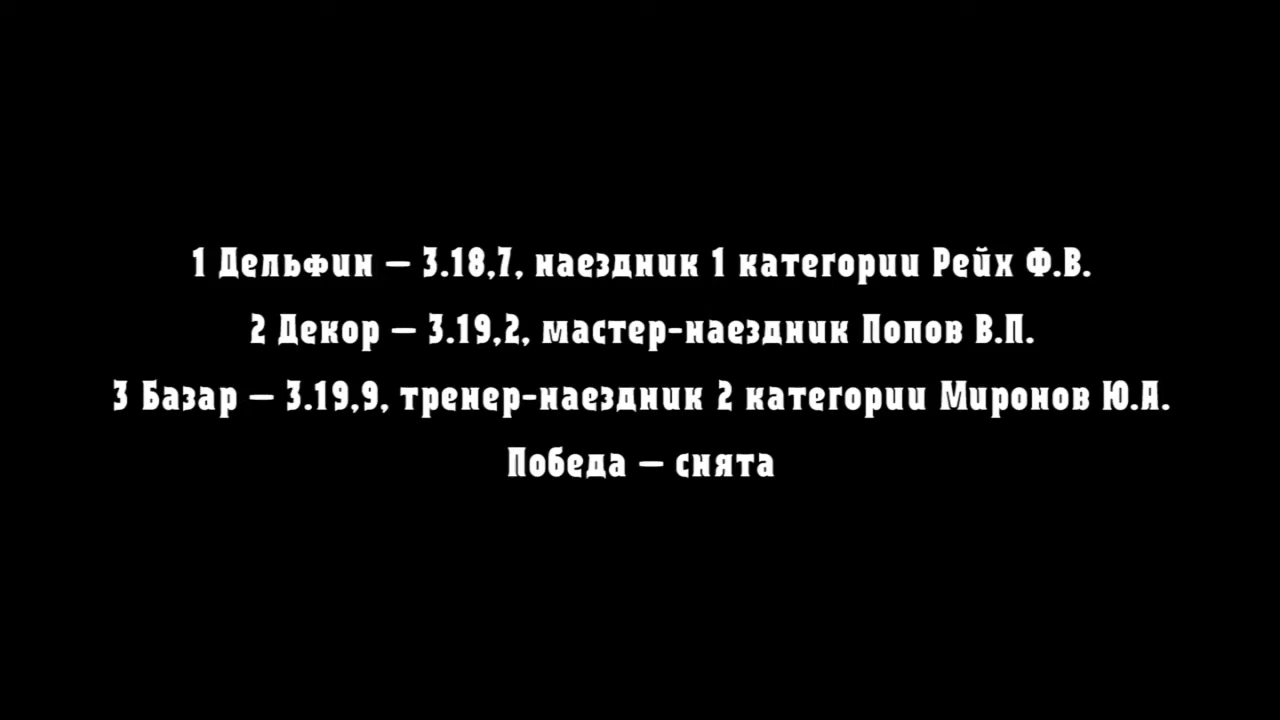 1 Дельфин — 3.18,7, наездник 1 категории Рейх Ф.В.
2 Декор — 3.19,2, мастер-наездник Попов В.П.
3 Базар — 3.19,9, тренер-наездник 2 категории Миронов Ю.А.
Победа — снята